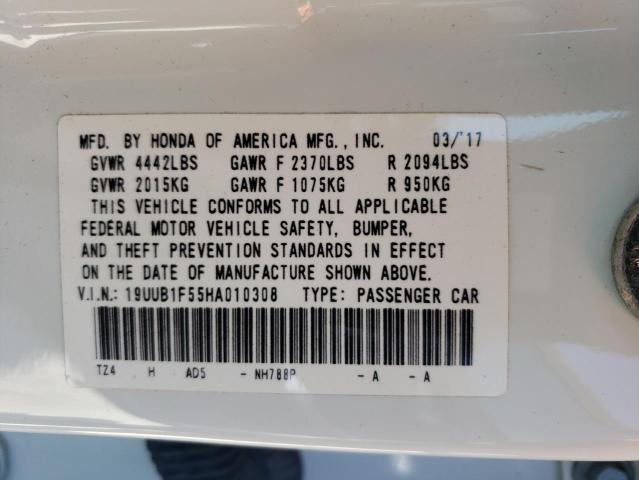 MFD. BY HONDA OF AMERICA MFG., INC. 03/'17
GVWR 4442LBS GAWR F 2370LBS R 2094LBS
GVWR 2015KG GAWR F 1075KG R 950KG
THIS VEHICLE CONFORMS TO ALL APPLICABLE
FEDERAL MOTOR VEHICLE SAFETY, BUMPER,
AND THEFT PREVENTION STANDARDS IN EFFECT
ON THE DATE OF MANUFACTURE SHOWN ABOVE.
V.I.N.: 19UUB1F55HA010308 TYPE: PASSENGER CAR
TZ4 H AD5 - NH788P - A - A